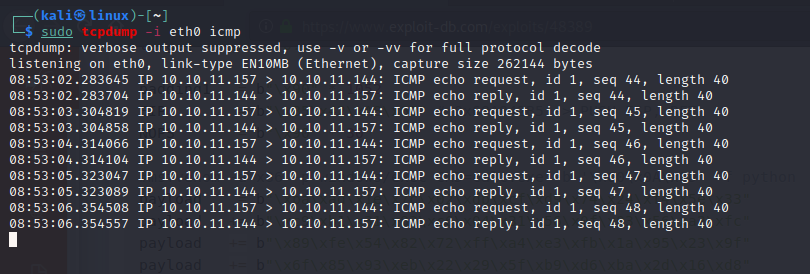 ┌──(kali㉿linux)-[~]
└─$ sudo tcpdump -i eth0 icmp
tcpdump: verbose output suppressed, use -v or -vv for full protocol decode
listening on eth0, link-type EN10MB (Ethernet), capture size 262144 bytes
08:53:02.283645 IP 10.10.11.157 > 10.10.11.144: ICMP echo request, id 1, seq 44, length 40
08:53:02.283704 IP 10.10.11.144 > 10.10.11.157: ICMP echo reply, id 1, seq 44, length 40
08:53:03.304819 IP 10.10.11.157 > 10.10.11.144: ICMP echo request, id 1, seq 45, length 40
08:53:03.304858 IP 10.10.11.144 > 10.10.11.157: ICMP echo reply, id 1, seq 45, length 40
08:53:04.314066 IP 10.10.11.157 > 10.10.11.144: ICMP echo request, id 1, seq 46, length 40
08:53:04.314104 IP 10.10.11.144 > 10.10.11.157: ICMP echo reply, id 1, seq 46, length 40
08:53:05.323047 IP 10.10.11.157 > 10.10.11.144: ICMP echo request, id 1, seq 47, length 40
08:53:05.323089 IP 10.10.11.144 > 10.10.11.157: ICMP echo reply, id 1, seq 47, length 40
08:53:06.354508 IP 10.10.11.157 > 10.10.11.144: ICMP echo request, id 1, seq 48, length 40
08:53:06.354557 IP 10.10.11.144 > 10.10.11.157: ICMP echo reply, id 1, seq 48, length 40